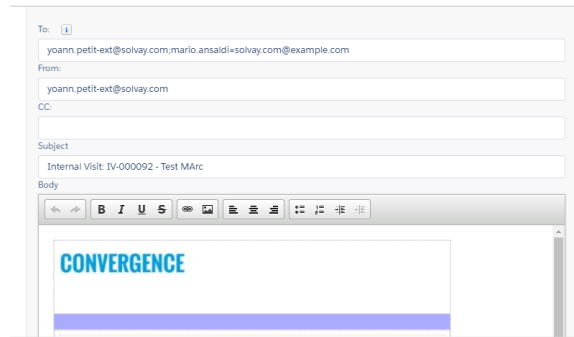 To: i
yoann.petit-ext@solvay.com;mario.ansaldi=solvay.com@example.com
From:
yoann.petit-ext@solvay.com
CC:
Subject
Internal Visit: IV-000092 - Test MArc
Body
B I U S
CONVERGENCE